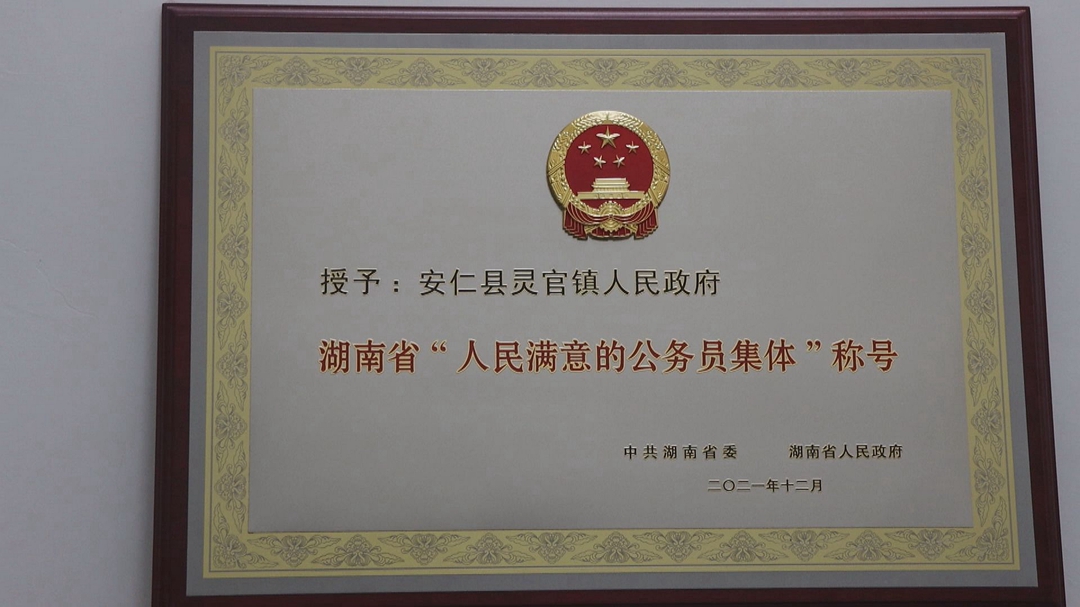 授予：安仁县灵官镇人民政府
湖南省“人民满意的公务员集体”称号
中共湖南省委 湖南省人民政府
二〇二一年十二月